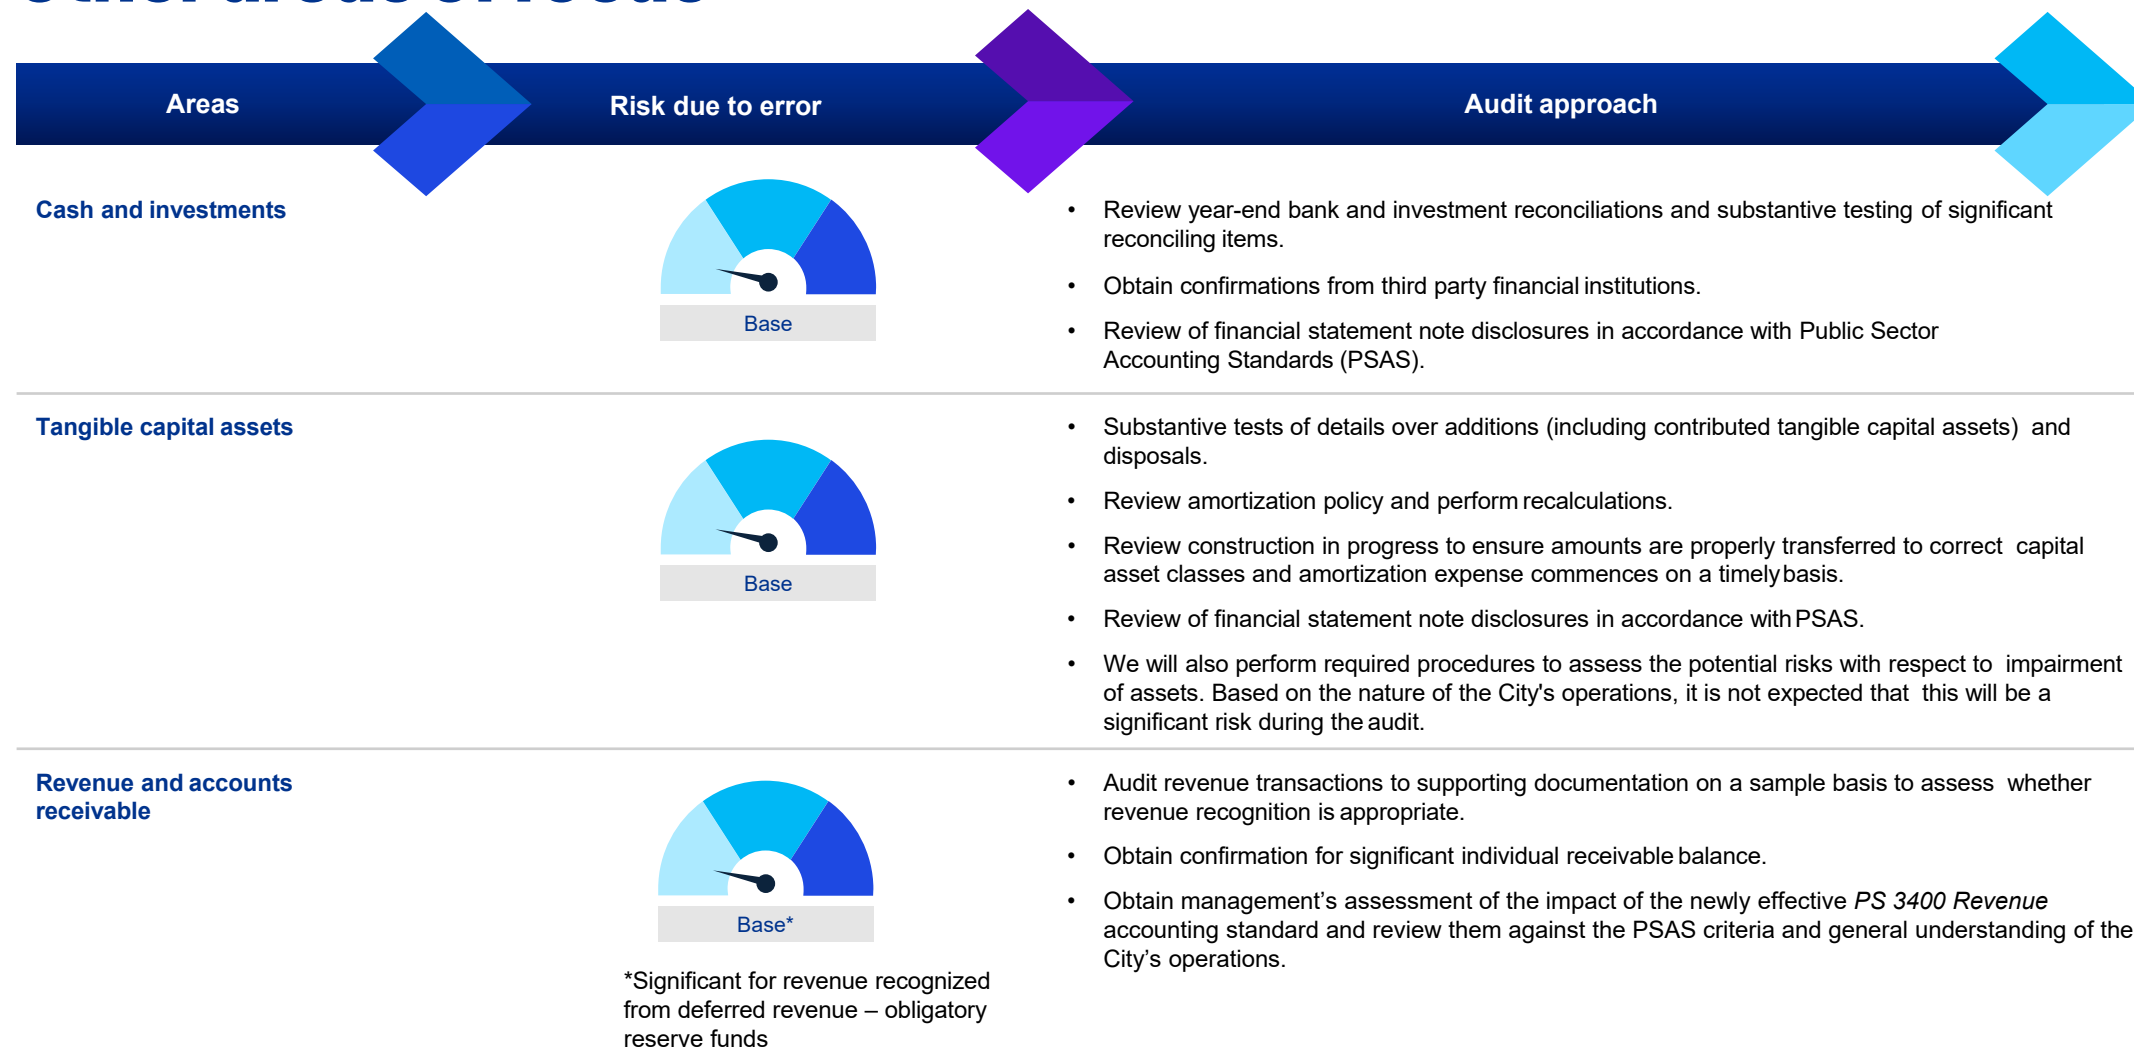 Other areas of focus
Areas
Risk due to error
Audit approach
Cash and investments
Base
• Review year-end bank and investment reconciliations and substantive testing of significant
reconciling items.
• Obtain confirmations from third party financial institutions.
• Review of financial statement note disclosures in accordance with Public Sector
Accounting Standards (PSAS).
Tangible capital assets
Base
• Substantive tests of details over additions (including contributed tangible capital assets) and
disposals.
• Review amortization policy and perform recalculations.
• Review construction in progress to ensure amounts are properly transferred to correct capital
asset classes and amortization expense commences on a timely basis.
• Review of financial statement note disclosures in accordance with PSAS.
• We will also perform required procedures to assess the potential risks with respect to impairment
of assets. Based on the nature of the City's operations, it is not expected that this will be a
significant risk during the audit.
Revenue and accounts
receivable
Base*
*Significant for revenue recognized
from deferred revenue – obligatory
reserve funds
• Audit revenue transactions to supporting documentation on a sample basis to assess whether
revenue recognition is appropriate.
• Obtain confirmation for significant individual receivable balance.
• Obtain management’s assessment of the impact of the newly effective PS 3400 Revenue
accounting standard and review them against the PSAS criteria and general understanding of the
City’s operations.